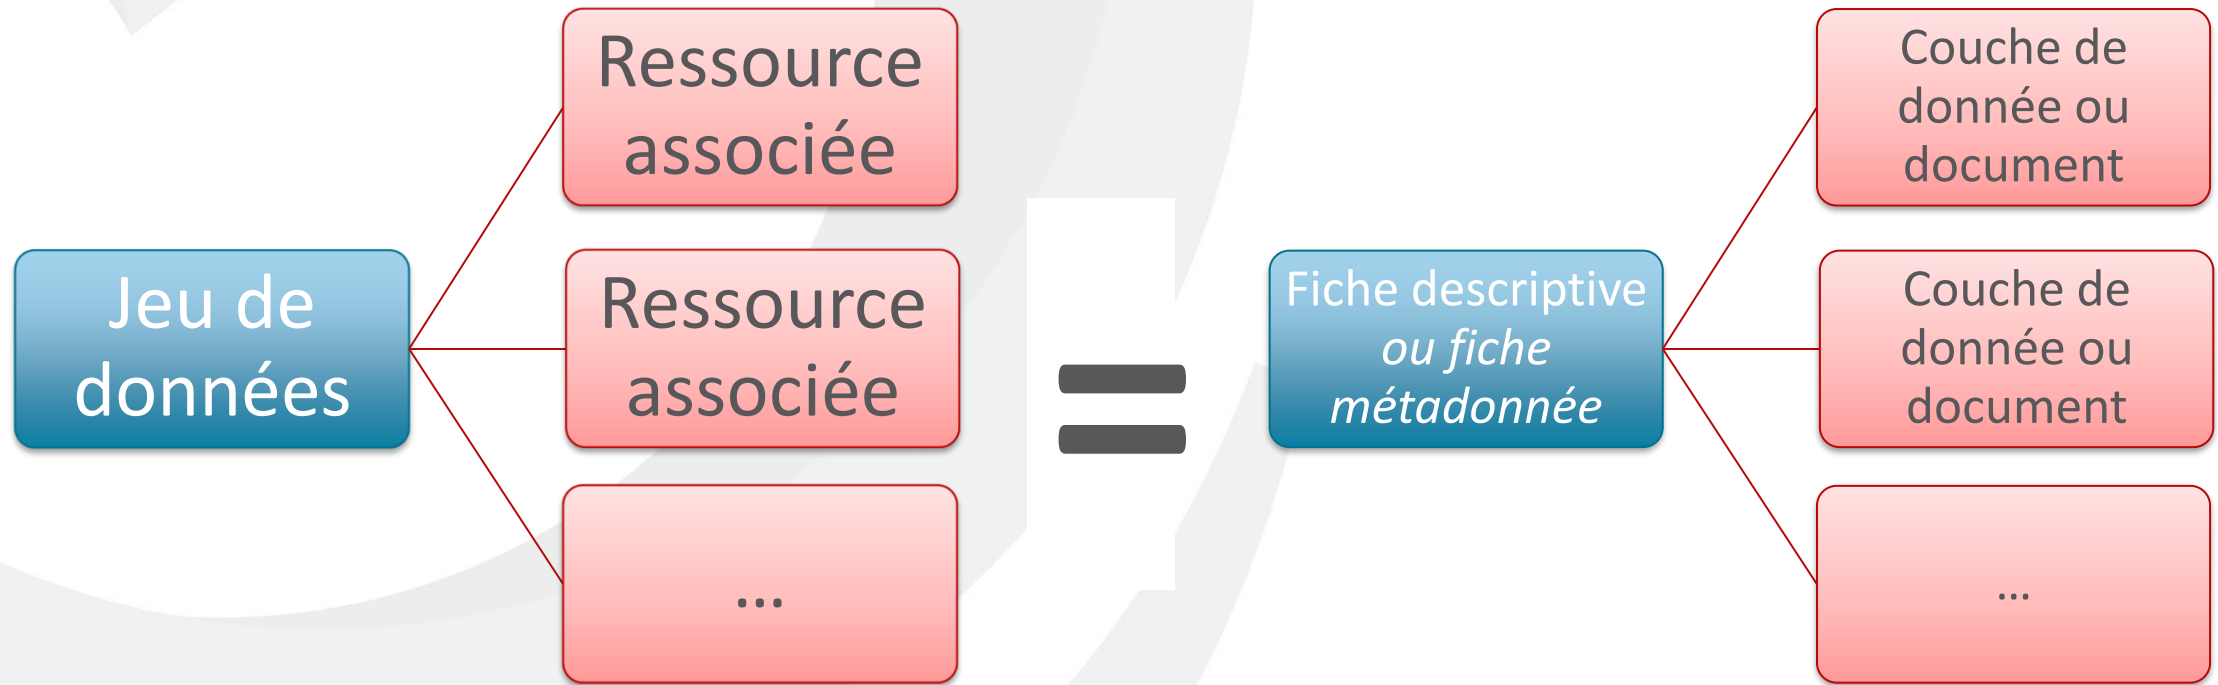 Jeu de
données
Ressource
associée
Ressource
associée
...
=
Fiche descriptive
ou fiche
métadonnée
Couche de
donnée ou
document
Couche de
donnée ou
document
...